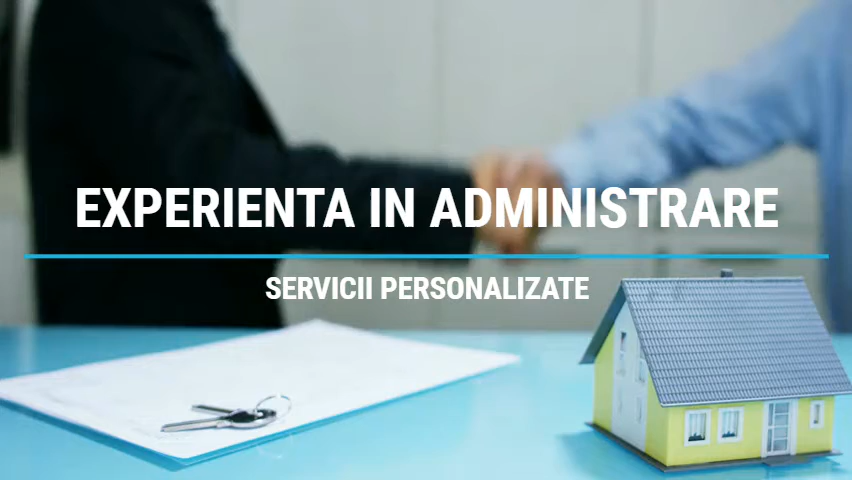 EXPERIENTA IN ADMINISTRARE
SERVICII PERSONALIZATE